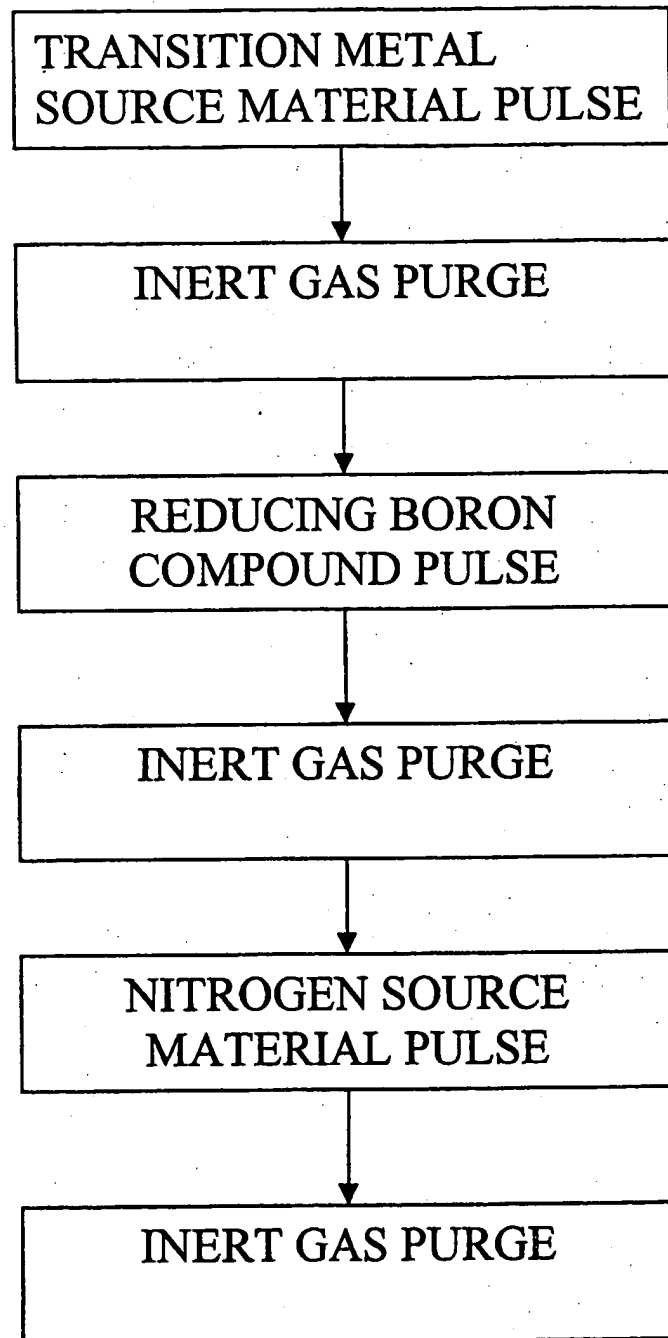 TRANSITION METAL
SOURCE MATERIAL PULSE
INERT GAS PURGE
REDUCING BORON
COMPOUND PULSE
INERT GAS PURGE
NITROGEN SOURCE
MATERIAL PULSE
INERT GAS PURGE